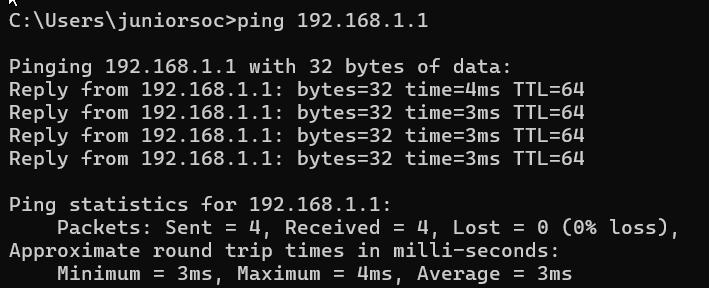 C:\Users\juniorsoc>ping 192.168.1.1
Pinging 192.168.1.1 with 32 bytes of data:
Reply from 192.168.1.1: bytes=32 time=4ms TTL=64
Reply from 192.168.1.1: bytes=32 time=3ms TTL=64
Reply from 192.168.1.1: bytes=32 time=3ms TTL=64
Reply from 192.168.1.1: bytes=32 time=3ms TTL=64
Ping statistics for 192.168.1.1:
Packets: Sent = 4, Received = 4, Lost = 0 (0% loss),
Approximate round trip times in milli-seconds:
Minimum = 3ms, Maximum = 4ms, Average = 3ms